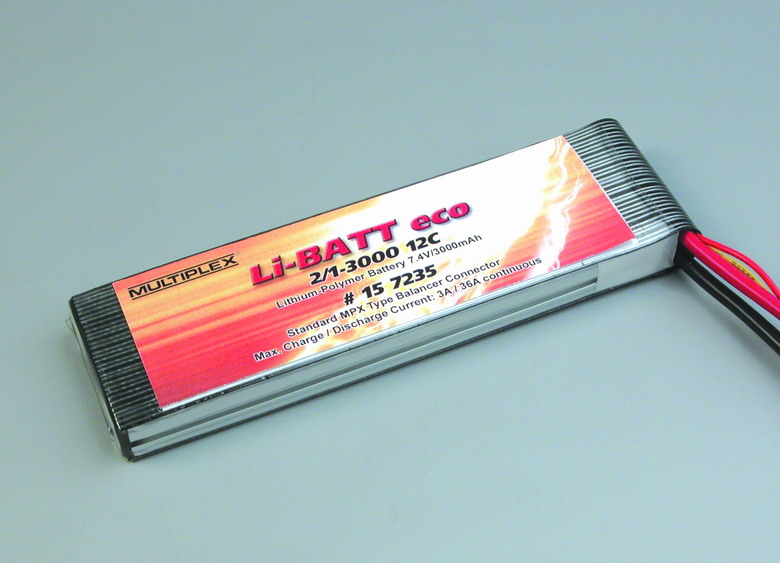 MULTIPLEX
Li-BATT eco
2/1-3000 12C
Lithium-Polymer Battery 7.4V/3000mAh
# 15 7235
Standard MPX Type Balancer Connector
Max. Charge / Discharge Current: 3A / 36A continuous